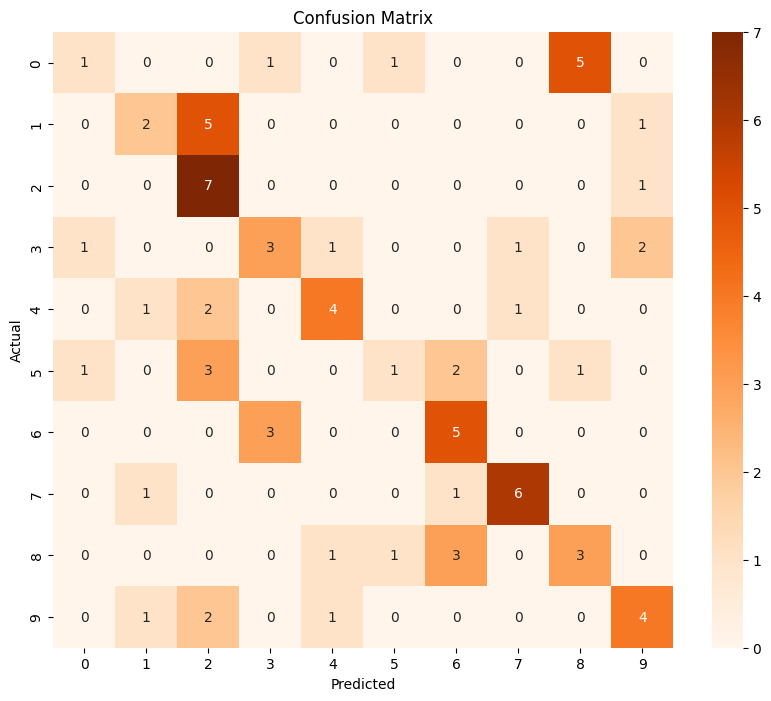 Confusion Matrix
0 1 0 0 1 0 1 0 0 5 0
1 0 2 5 0 0 0 0 0 0 1
2 0 0 7 0 0 0 0 0 0 1
3 1 0 0 3 1 0 0 1 0 2
4 0 1 2 0 4 0 0 1 0 0
5 1 0 3 0 0 1 2 0 1 0
6 0 0 0 3 0 0 5 0 0 0
7 0 1 0 0 0 0 1 6 0 0
8 0 0 0 0 1 1 3 0 3 0
9 0 1 2 0 1 0 0 0 0 4
0 1 2 3 4 5 6 7 8 9
Predicted
Actual
7
6
5
4
3
2
1
0